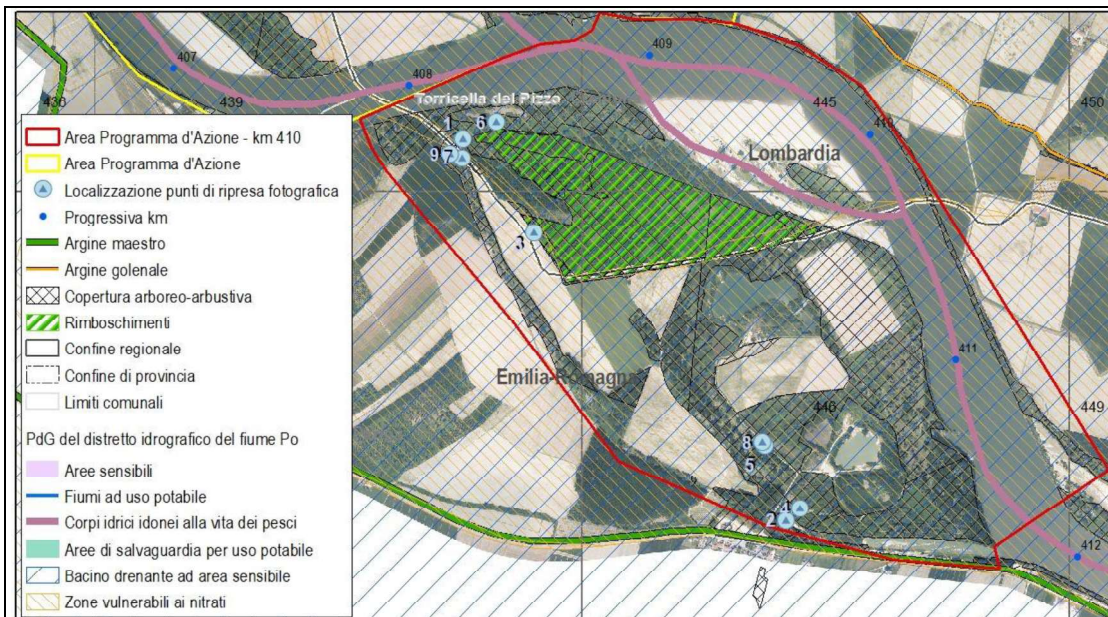 407
408
409
436
439
445
450
410
Torricella del Pizzo
1
6
9
7
3
Lombardia
Emilia-Romagna
411
449
446
8
5
4
2
412
Area Programma d'Azione - km 410
Area Programma d'Azione
Localizzazione punti di ripresa fotografica
Progressiva km
Argine maestro
Argine golenale
Copertura arboreo-arbustiva
Rimboschimenti
Confine regionale
Confine di provincia
Limiti comunali
PdG del distretto idrografico del fiume Po
Aree sensibili
Fiumi ad uso potabile
Corpi idrici idonei alla vita dei pesci
Aree di salvaguardia per uso potabile
Bacino drenante ad area sensibile
Zone vulnerabili ai nitrati